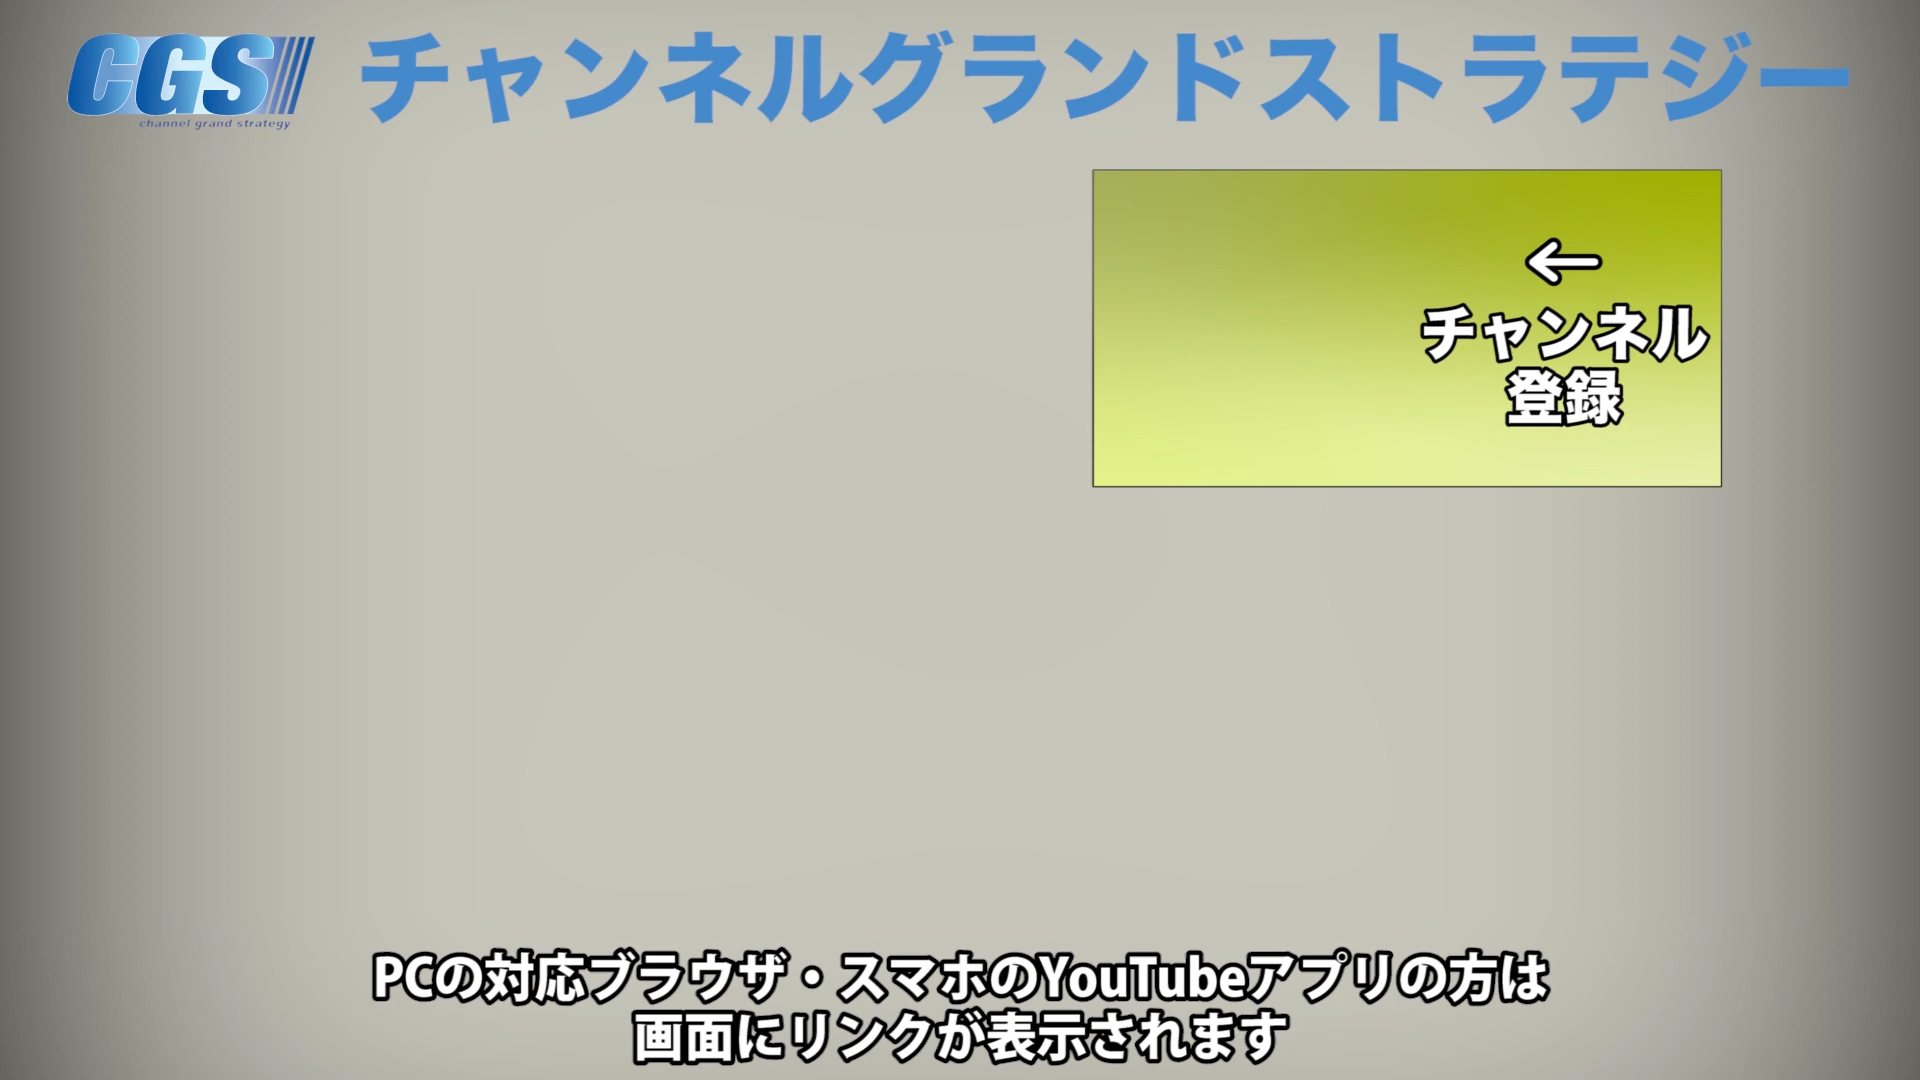 CGS
channel grand strategy
チャンネルグランドストラテジー
←
チャンネル
登録
PCの対応ブラウザ・スマホのYouTubeアプリの方は
画面にリンクが表示されます